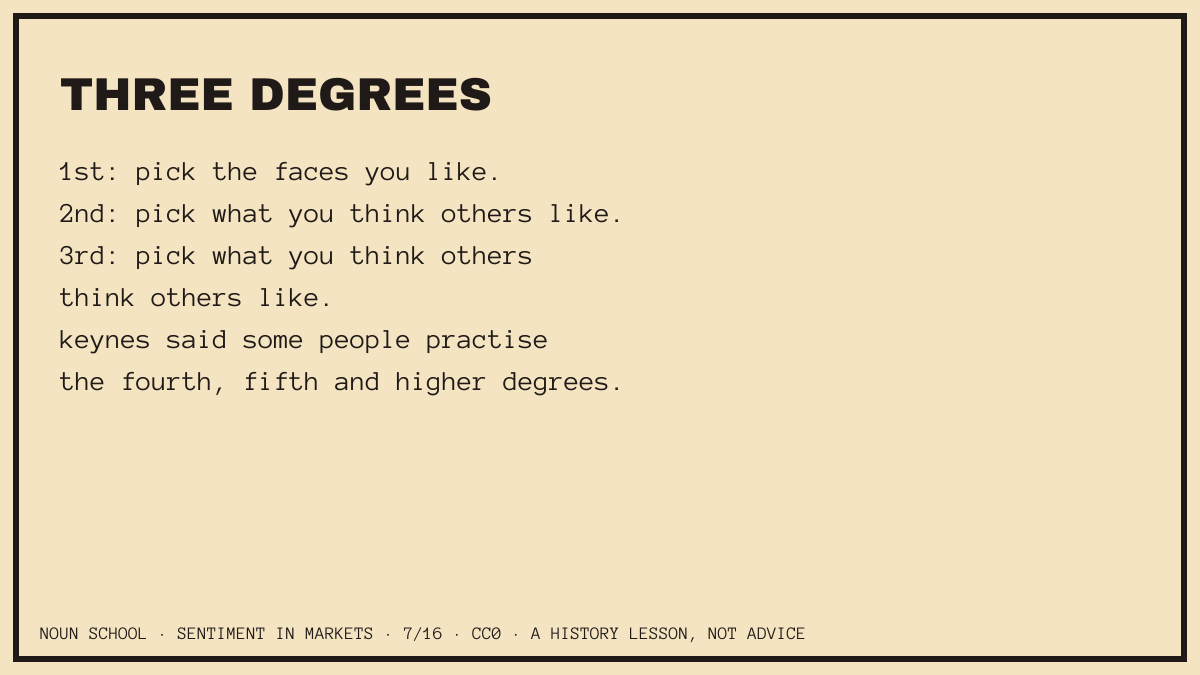 THREE DEGREES
1st: pick the faces you like.
2nd: pick what you think others like.
3rd: pick what you think others
think others like.
keynes said some people practise
the fourth, fifth and higher degrees.
NOUN SCHOOL · SENTIMENT IN MARKETS · 7/16 · CC0 · A HISTORY LESSON, NOT ADVICE